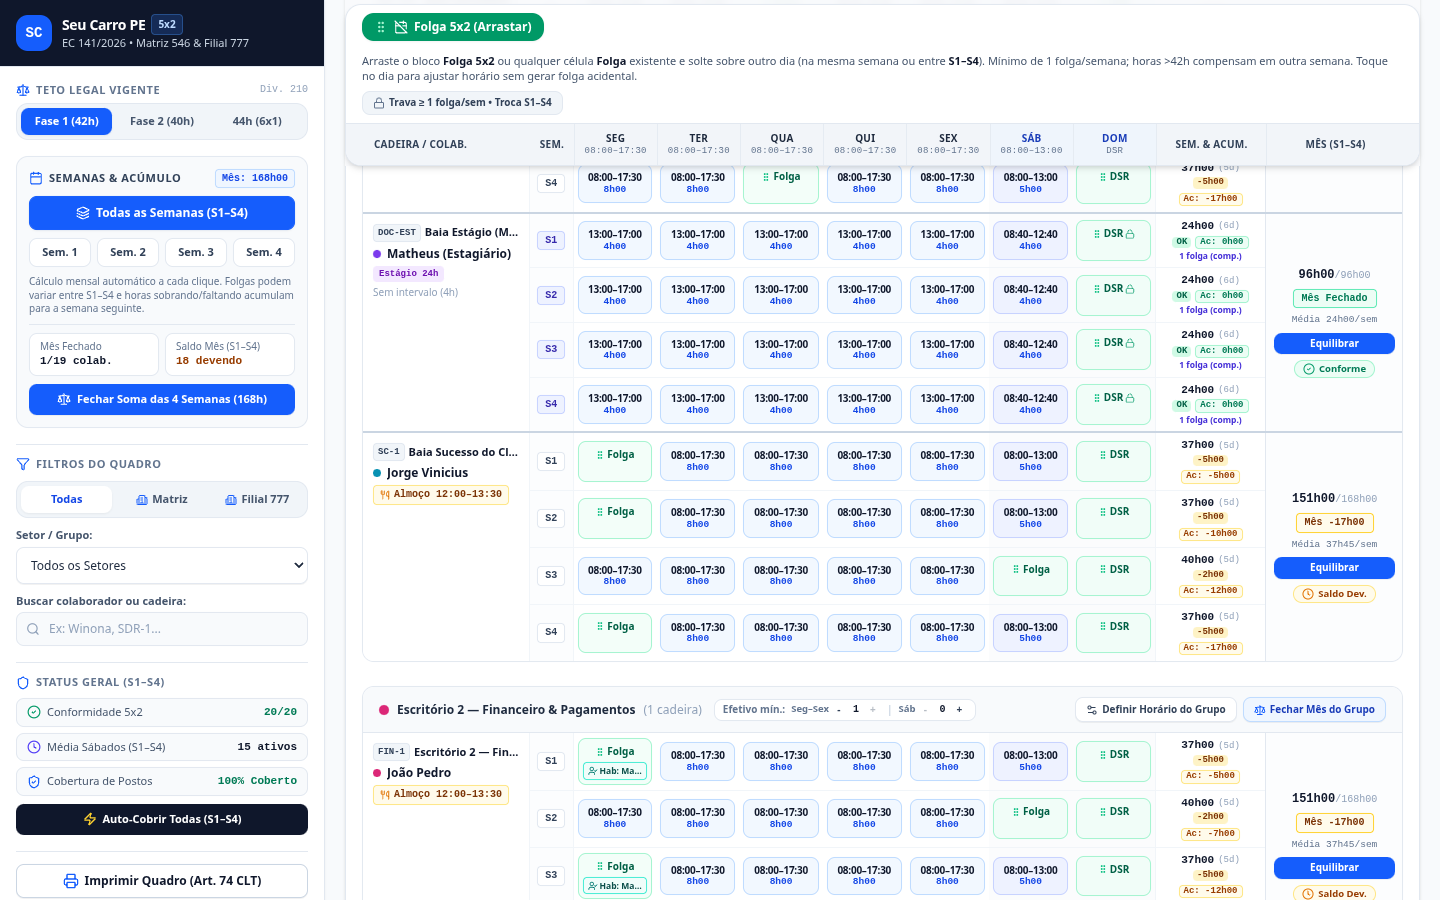 SC
Seu Carro PE 5x2
EC 141/2026 • Matriz 546 & Filial 777
TETO LEGAL VIGENTE Div. 210
Fase 1 (42h) Fase 2 (40h) 44h (6x1)
SEMANAS & ACÚMULO Mês: 168h00
Todas as Semanas (S1–S4)
Sem. 1 Sem. 2 Sem. 3 Sem. 4
Cálculo mensal automático a cada clique. Folgas podem
variar entre S1–S4 e horas sobrando/faltando acumulam
para a semana seguinte.
Mês Fechado Saldo Mês (S1–S4)
1/19 colab. 18 devendo
Fechar Soma das 4 Semanas (168h)
FILTROS DO QUADRO
Todas Matriz Filial 777
Setor / Grupo:
Todos os Setores
Buscar colaborador ou cadeira:
Ex: Winona, SDR-1...
STATUS GERAL (S1–S4)
Conformidade 5x2 20/20
Média Sábados (S1–S4) 15 ativos
Cobertura de Postos 100% Coberto
Auto-Cobrir Todas (S1–S4)
Imprimir Quadro (Art. 74 CLT)
Folga 5x2 (Arrastar)
Arraste o bloco Folga 5x2 ou qualquer célula Folga existente e solte sobre outro dia (na mesma semana ou entre S1–S4). Mínimo de 1 folga/semana; horas >42h compensam em outra semana. Toque
no dia para ajustar horário sem gerar folga acidental.
Trava ≥ 1 folga/sem • Troca S1–S4
CADEIRA / COLAB. SEM. SEG TER QUA QUI SEX SÁB DOM SEM. & ACUM. MÊS (S1–S4)
08:00–17:30 08:00–17:30 08:00–17:30 08:00–17:30 08:00–17:30 08:00–13:00 DSR
S4 08:00–17:30 08:00–17:30 Folga 08:00–17:30 08:00–17:30 08:00–13:00 DSR 37h00 (5d)
8h00 8h00 8h00 8h00 5h00 -5h00
Ac: -17h00
DOC-EST Baia Estágio (M...
Matheus (Estagiário)
Estágio 24h
Sem intervalo (4h)
S1 13:00–17:00 13:00–17:00 13:00–17:00 13:00–17:00 13:00–17:00 08:40–12:40 DSR 24h00 (6d)
4h00 4h00 4h00 4h00 4h00 4h00 OK Ac: 0h00
1 folga (comp.)
S2 13:00–17:00 13:00–17:00 13:00–17:00 13:00–17:00 13:00–17:00 08:40–12:40 DSR 24h00 (6d)
4h00 4h00 4h00 4h00 4h00 4h00 OK Ac: 0h00
1 folga (comp.)
S3 13:00–17:00 13:00–17:00 13:00–17:00 13:00–17:00 13:00–17:00 08:40–12:40 DSR 24h00 (6d)
4h00 4h00 4h00 4h00 4h00 4h00 OK Ac: 0h00
1 folga (comp.)
S4 13:00–17:00 13:00–17:00 13:00–17:00 13:00–17:00 13:00–17:00 08:40–12:40 DSR 24h00 (6d)
4h00 4h00 4h00 4h00 4h00 4h00 OK Ac: 0h00
1 folga (comp.)
96h00/96h00
Mês Fechado
Média 24h00/sem
Equilibrar
Conforme
SC-1 Baia Sucesso do Cl...
Jorge Vinicius
Almoço 12:00–13:30
S1 Folga 08:00–17:30 08:00–17:30 08:00–17:30 08:00–17:30 08:00–13:00 DSR 37h00 (5d)
8h00 8h00 8h00 8h00 5h00 -5h00
Ac: -5h00
S2 Folga 08:00–17:30 08:00–17:30 08:00–17:30 08:00–17:30 08:00–13:00 DSR 37h00 (5d)
8h00 8h00 8h00 8h00 5h00 -5h00
Ac: -10h00
S3 08:00–17:30 08:00–17:30 08:00–17:30 08:00–17:30 08:00–17:30 Folga DSR 40h00 (5d)
8h00 8h00 8h00 8h00 8h00 -2h00
Ac: -12h00
S4 Folga 08:00–17:30 08:00–17:30 08:00–17:30 08:00–17:30 08:00–13:00 DSR 37h00 (5d)
8h00 8h00 8h00 8h00 5h00 -5h00
Ac: -17h00
151h00/168h00
Mês -17h00
Média 37h45/sem
Equilibrar
Saldo Dev.
Escritório 2 — Financeiro & Pagamentos (1 cadeira) Efetivo mín.: Seg–Sex - 1 + | Sáb - 0 + Definir Horário do Grupo Fechar Mês do Grupo
FIN-1 Escritório 2 — Fin...
João Pedro
Almoço 12:00–13:30
S1 Folga 08:00–17:30 08:00–17:30 08:00–17:30 08:00–17:30 08:00–13:00 DSR 37h00 (5d)
Hab: Ma... 8h00 8h00 8h00 8h00 5h00 -5h00
Ac: -5h00
S2 08:00–17:30 08:00–17:30 08:00–17:30 08:00–17:30 08:00–17:30 Folga DSR 40h00 (5d)
8h00 8h00 8h00 8h00 8h00 -2h00
Ac: -7h00
S3 Folga 08:00–17:30 08:00–17:30 08:00–17:30 08:00–17:30 08:00–13:00 DSR 37h00 (5d)
Hab: Ma... 8h00 8h00 8h00 8h00 5h00 -5h00
Ac: -12h00
151h00/168h00
Mês -17h00
Média 37h45/sem
Equilibrar
Saldo Dev.